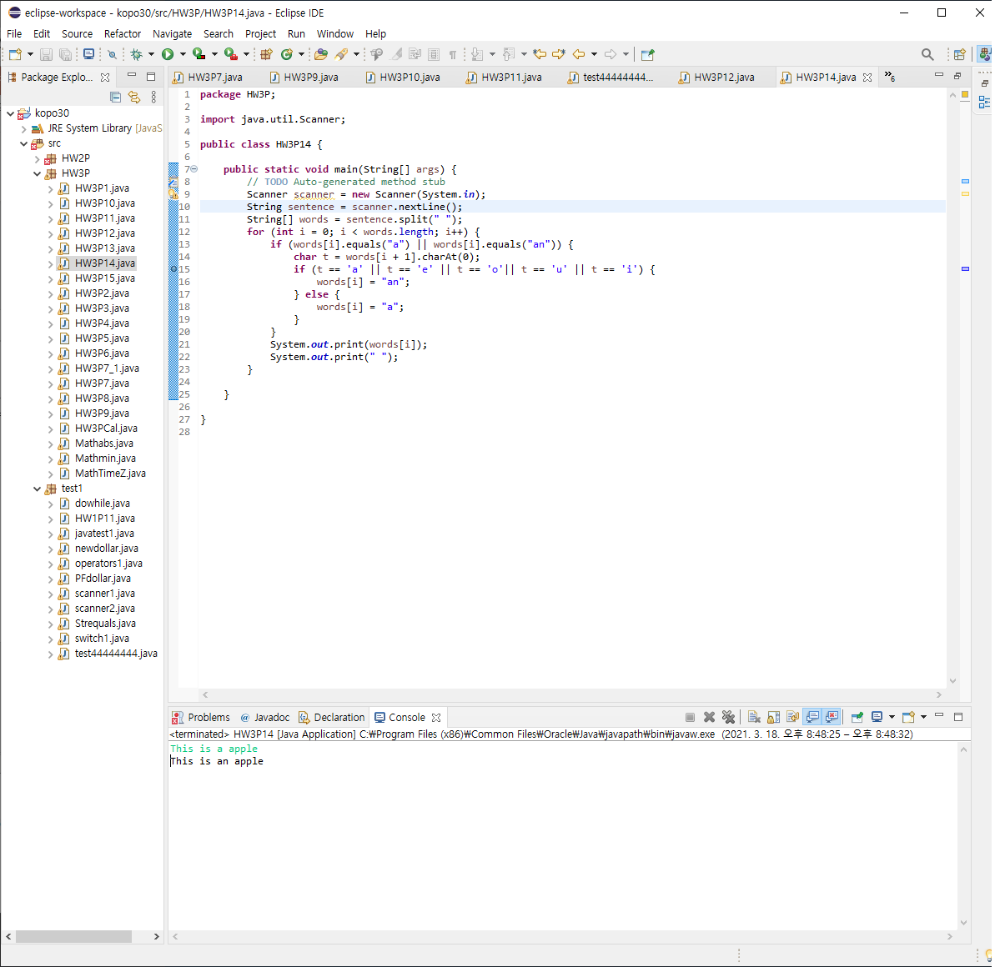 eclipse-workspace - kopo30/src/HW3P/HW3P14.java - Eclipse IDE
File Edit Source Refactor Navigate Search Project Run Window Help
Package Explo...
HW3P7.java HW3P9.java HW3P10.java HW3P11.java test44444444... HW3P12.java HW3P14.java »6
kopo30
JRE System Library [JavaS
src
HW2P
HW3P
HW3P1.java
HW3P10.java
HW3P11.java
HW3P12.java
HW3P13.java
HW3P14.java
HW3P15.java
HW3P2.java
HW3P3.java
HW3P4.java
HW3P5.java
HW3P6.java
HW3P7_1.java
HW3P7.java
HW3P8.java
HW3P9.java
HW3PCal.java
Mathabs.java
Mathmin.java
MathTimeZ.java
test1
dowhile.java
HW1P11.java
javatest1.java
newdollar.java
operators1.java
PFdollar.java
scanner1.java
scanner2.java
Strequals.java
switch1.java
test44444444.java
1 package HW3P;
2
3 import java.util.Scanner;
4
5 public class HW3P14 {
6
7 public static void main(String[] args) {
8 // TODO Auto-generated method stub
9 Scanner scanner = new Scanner(System.in);
10 String sentence = scanner.nextLine();
11 String[] words = sentence.split(" ");
12 for (int i = 0; i < words.length; i++) {
13 if (words[i].equals("a") || words[i].equals("an")) {
14 char t = words[i + 1].charAt(0);
15 if (t == 'a' || t == 'e' || t == 'o'|| t == 'u' || t == 'i') {
16 words[i] = "an";
17 } else {
18 words[i] = "a";
19 }
20 }
21 System.out.print(words[i]);
22 System.out.print(" ");
23 }
24
25 }
26
27 }
28
Problems @ Javadoc Declaration Console
<terminated> HW3P14 [Java Application] C:₩Program Files (x86)₩Common Files₩Oracle₩Java₩javapath₩bin₩javaw.exe (2021. 3. 18. 오후 8:48:25 – 오후 8:48:32)
This is a apple
This is an apple